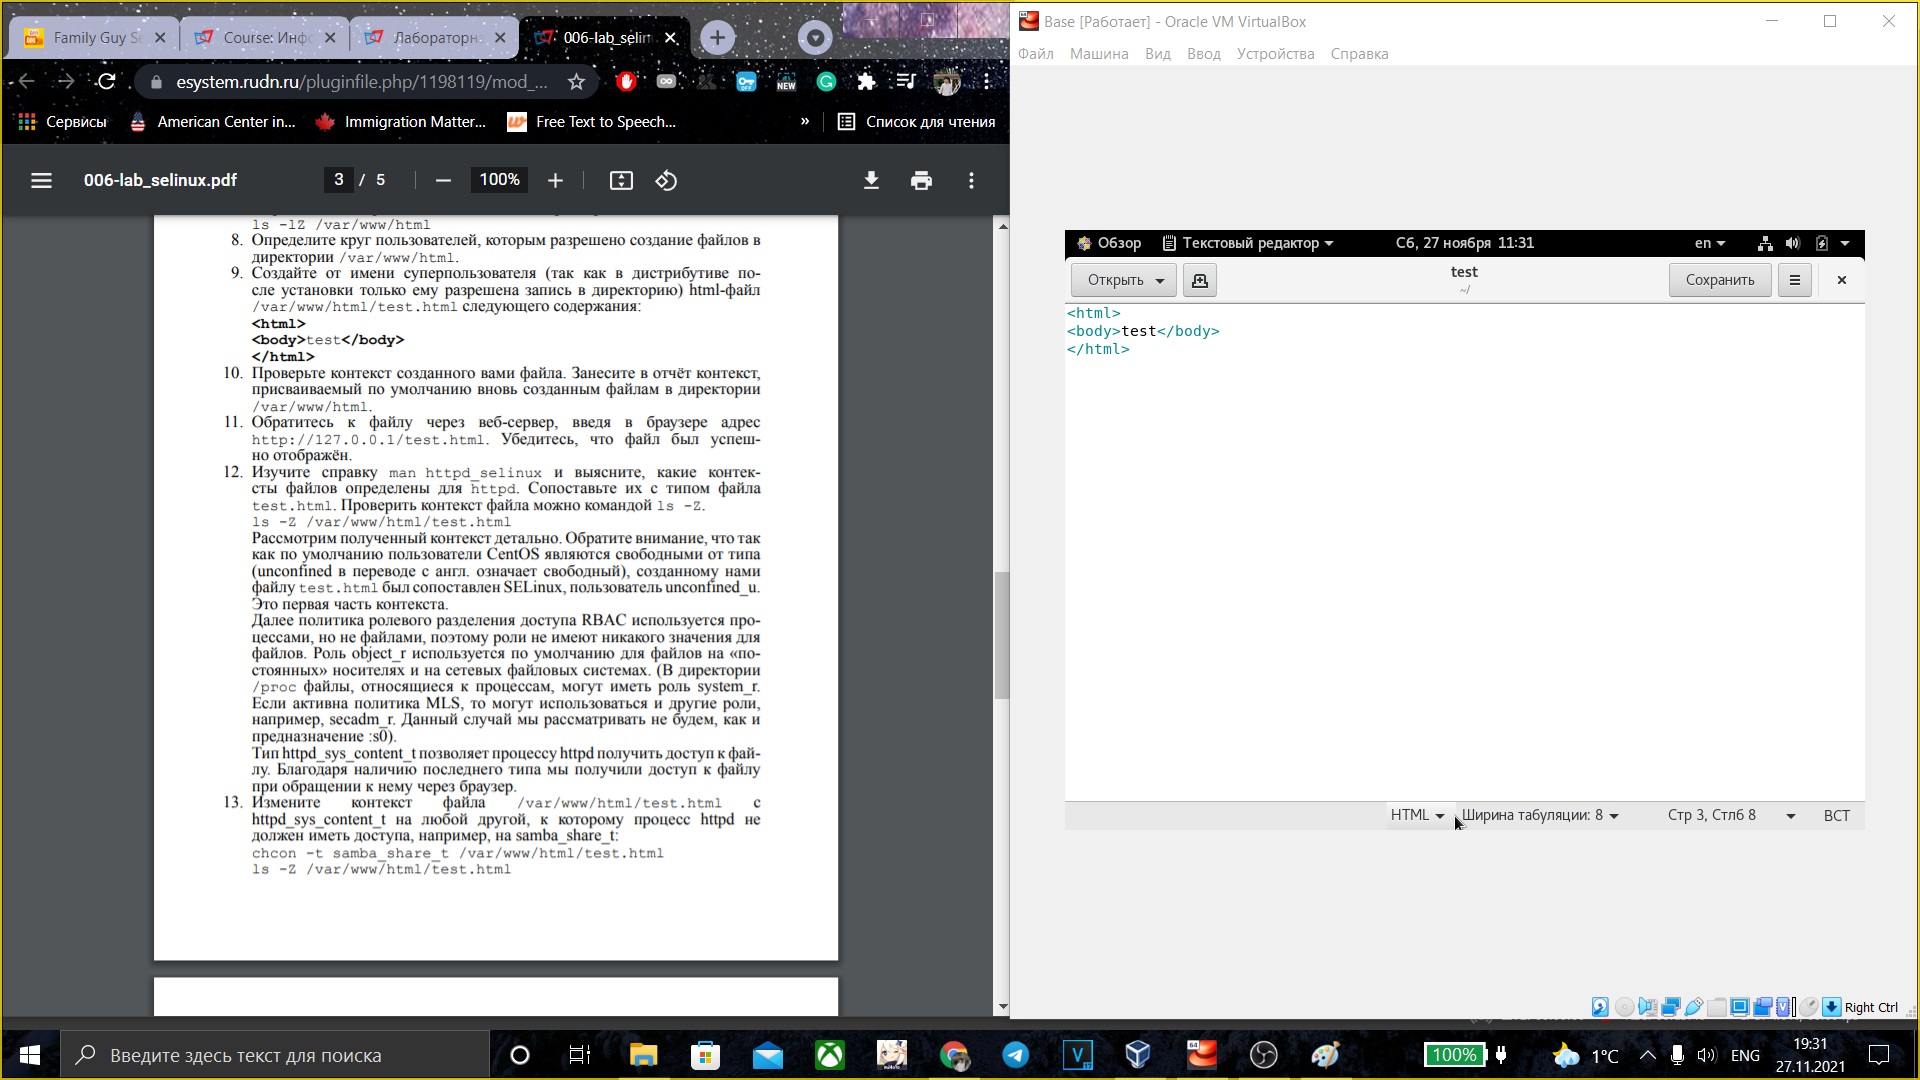 Family Guy S
Course: Инфо
Лабораторн
006-lab_selin
esystem.rudn.ru/pluginfile.php/1198119/mod_...
OFF
NEW
Сервисы
American Center in...
Immigration Matter...
Free Text to Speech...
»
Список для чтения
006-lab_selinux.pdf
3 / 5
100%
ls -lZ /var/www/html
8. Определите круг пользователей, которым разрешено создание файлов в
директории /var/www/html.
9. Создайте от имени суперпользователя (так как в дистрибутиве по-
сле установки только ему разрешена запись в директорию) html-файл
/var/www/html/test.html следующего содержания:
<html>
<body>test</body>
</html>
10. Проверьте контекст созданного вами файла. Занесите в отчёт контекст,
присваиваемый по умолчанию вновь созданным файлам в директории
/var/www/html.
11. Обратитесь к файлу через веб-сервер, введя в браузере адрес
http://127.0.0.1/test.html. Убедитесь, что файл был успеш-
но отображён.
12. Изучите справку man httpd_selinux и выясните, какие контек-
сты файлов определены для httpd. Сопоставьте их с типом файла
test.html. Проверить контекст файла можно командой ls -Z.
ls -Z /var/www/html/test.html
Рассмотрим полученный контекст детально. Обратите внимание, что так
как по умолчанию пользователи CentOS являются свободными от типа
(unconfined в переводе с англ. означает свободный), созданному нами
файлу test.html был сопоставлен SELinux, пользователь unconfined_u.
Это первая часть контекста.
Далее политика ролевого разделения доступа RBAC используется про-
цессами, но не файлами, поэтому роли не имеют никакого значения для
файлов. Роль object_r используется по умолчанию для файлов на «по-
стоянных» носителях и на сетевых файловых системах. (В директории
/proc файлы, относящиеся к процессам, могут иметь роль system_r.
Если активна политика MLS, то могут использоваться и другие роли,
например, secadm_r. Данный случай мы рассматривать не будем, как и
предназначение :s0).
Тип httpd_sys_content_t позволяет процессу httpd получить доступ к фай-
лу. Благодаря наличию последнего типа мы получили доступ к файлу
при обращении к нему через браузер.
13. Измените контекст файла /var/www/html/test.html с
httpd_sys_content_t на любой другой, к которому процесс httpd не
должен иметь доступа, например, на samba_share_t:
chcon -t samba_share_t /var/www/html/test.html
ls -Z /var/www/html/test.html
Base [Работает] - Oracle VM VirtualBox
Файл Машина Вид Ввод Устройства Справка
Обзор Текстовый редактор Сб, 27 ноября 11:31 en
Открыть
test
~/
Сохранить
<html>
<body>test</body>
</html>
HTML Ширина табуляции: 8 Стр 3, Стлб 8 ВСТ
Right Ctrl
Введите здесь текст для поиска
100%
1°C
ENG
19:31
27.11.2021